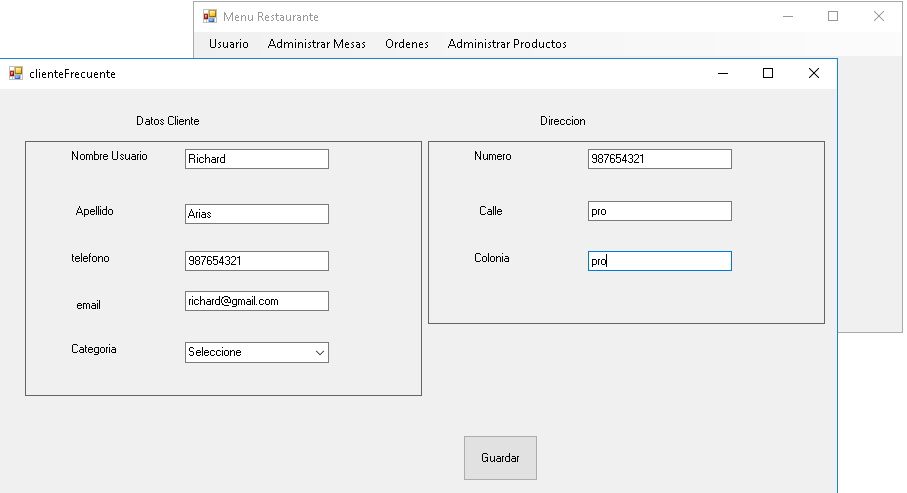 Menu Restaurante
Usuario Administrar Mesas Ordenes Administrar Productos
clienteFrecuente
Datos Cliente
Nombre Usuario Richard
Apellido Arias
telefono 987654321
email richard@gmail.com
Categoria Seleccione
Direccion
Numero 987654321
Calle pro
Colonia pro
Guardar